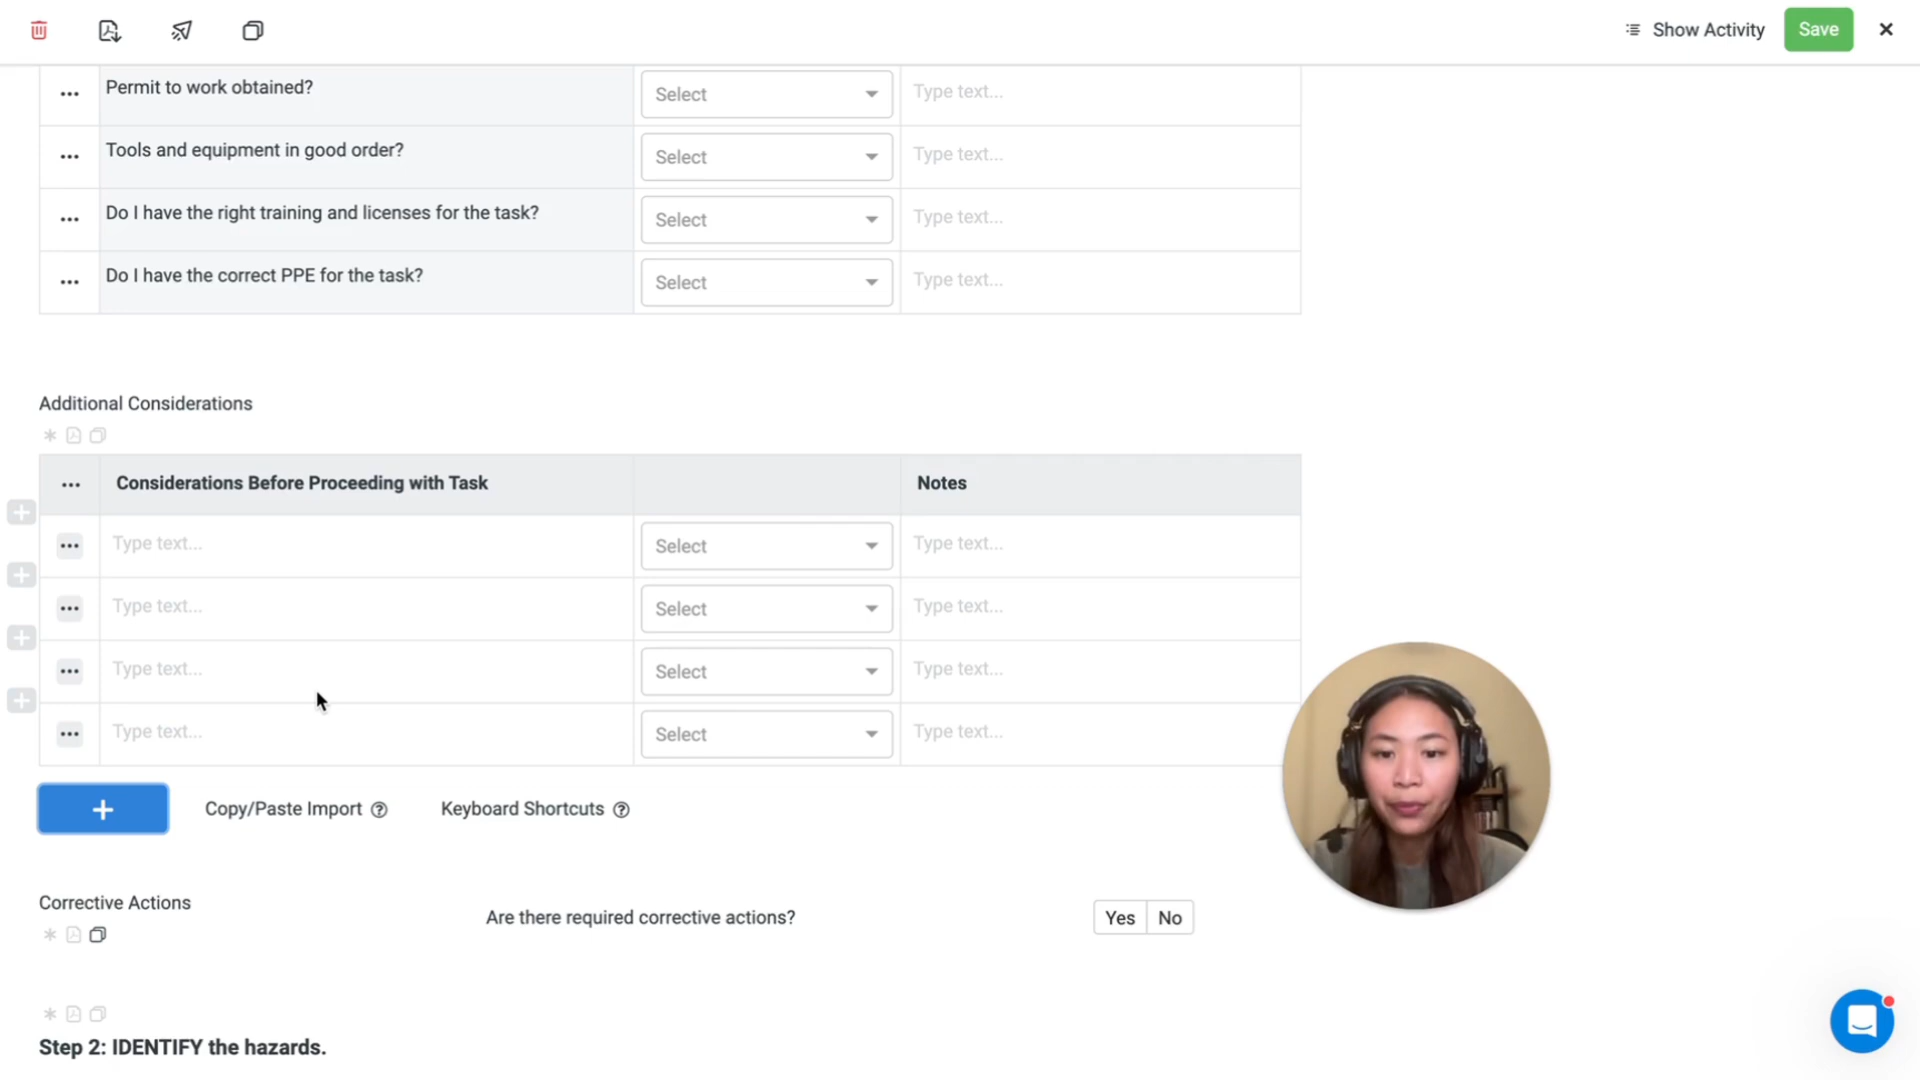 Show Activity
Save
Permit to work obtained?
Select
Type text...
Tools and equipment in good order?
Select
Type text...
Do I have the right training and licenses for the task?
Select
Type text...
Do I have the correct PPE for the task?
Select
Type text...
Additional Considerations
Considerations Before Proceeding with Task
Notes
Type text...
Select
Type text...
Type text...
Select
Type text...
Type text...
Select
Type text...
Type text...
Select
Type text...
Copy/Paste Import
Keyboard Shortcuts
Corrective Actions
Are there required corrective actions?
Yes
No
Step 2: IDENTIFY the hazards.